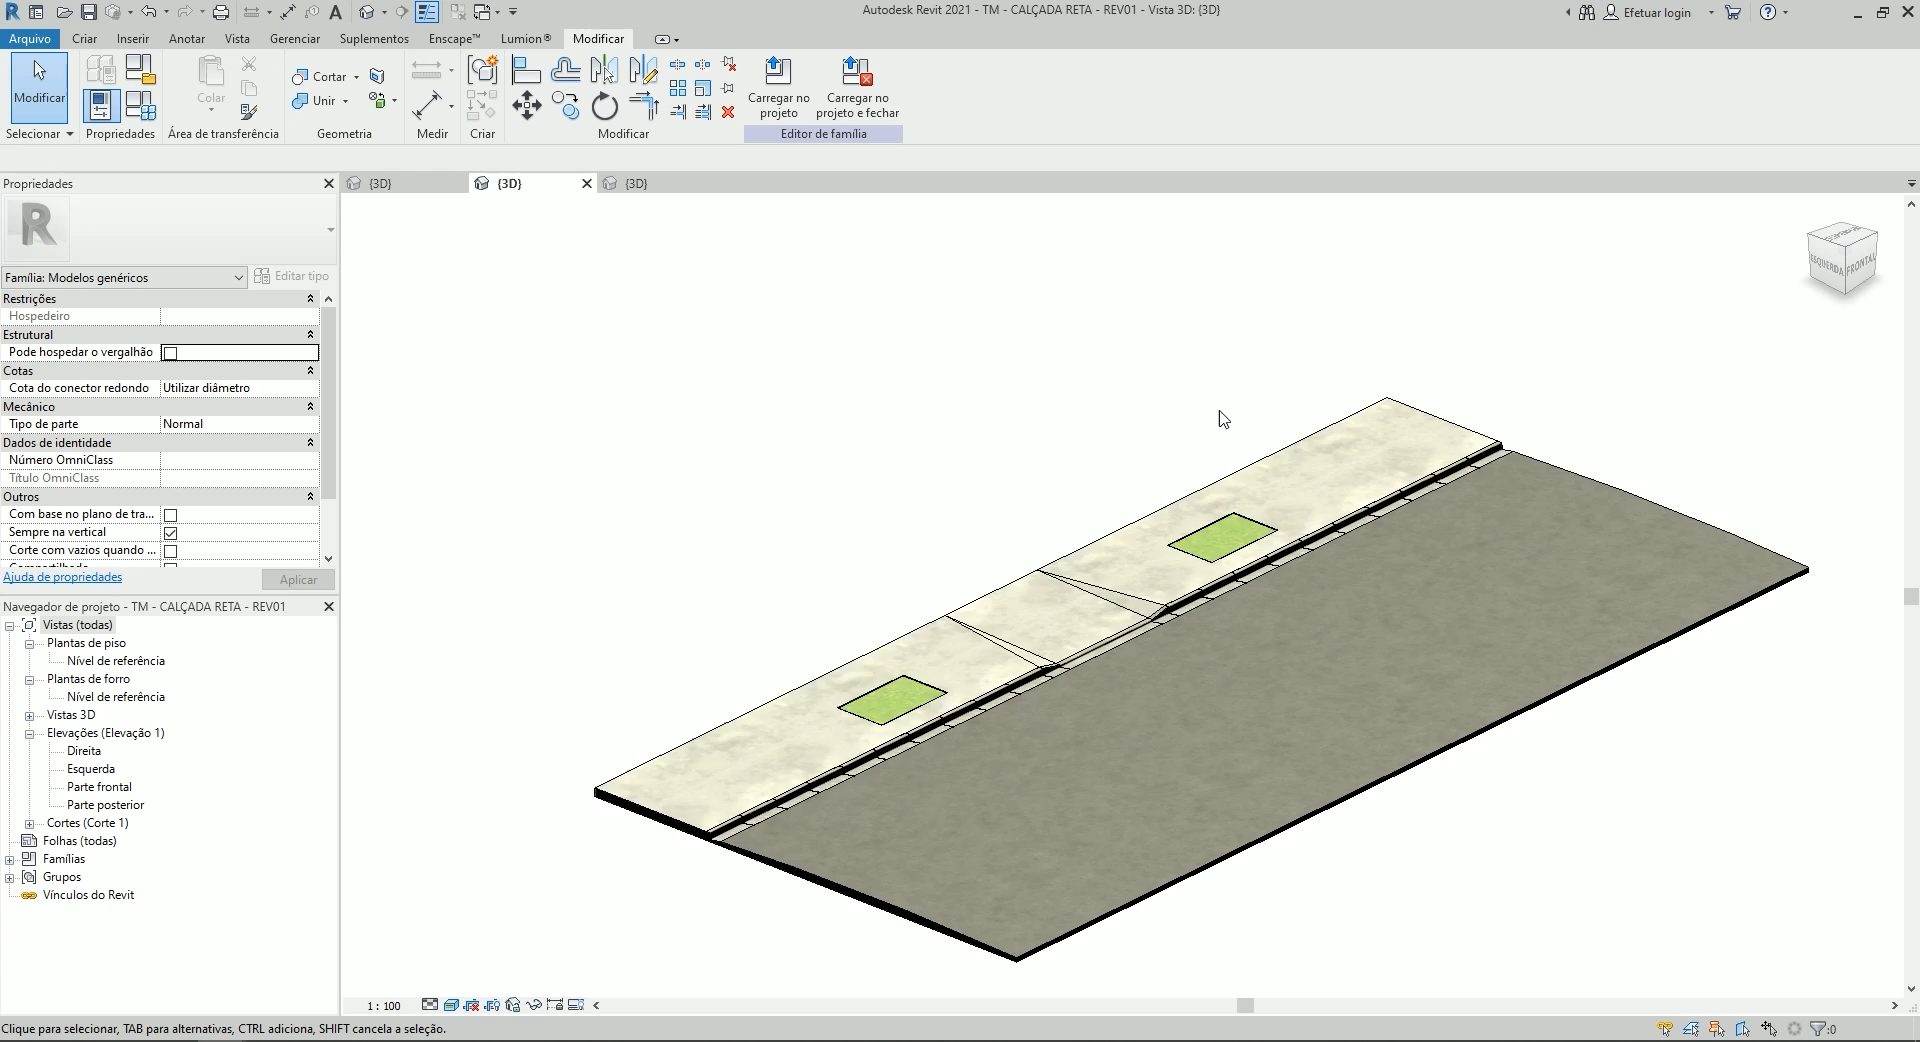 Autodesk Revit 2021 - TM - CALÇADA RETA - REV01 - Vista 3D: {3D}
Efetuar login
Arquivo Criar Inserir Anotar Vista Gerenciar Suplementos Enscape™ Lumion® Modificar
Modificar
Colar
Cortar
Unir
Carregar no projeto
Carregar no projeto e fechar
Selecionar Propriedades Área de transferência Geometria Medir Criar Modificar Editor de família
Propriedades
{3D} {3D} {3D}
R
Família: Modelos genéricos
Editar tipo
Restrições
Hospedeiro
Estrutural
Pode hospedar o vergalhão
Cotas
Cota do conector redondo Utilizar diâmetro
Mecânico
Tipo de parte Normal
Dados de identidade
Número OmniClass
Título OmniClass
Outros
Com base no plano de tra...
Sempre na vertical
Corte com vazios quando ...
Ajuda de propriedades
Aplicar
Navegador de projeto - TM - CALÇADA RETA - REV01
Vistas (todas)
Plantas de piso
Nível de referência
Plantas de forro
Nível de referência
Vistas 3D
Elevações (Elevação 1)
Direita
Esquerda
Parte frontal
Parte posterior
Cortes (Corte 1)
Folhas (todas)
Famílias
Grupos
Vínculos do Revit
ESQUERDA FRONTAL
1 : 100
Clique para selecionar, TAB para alternativas, CTRL adiciona, SHIFT cancela a seleção.
:0